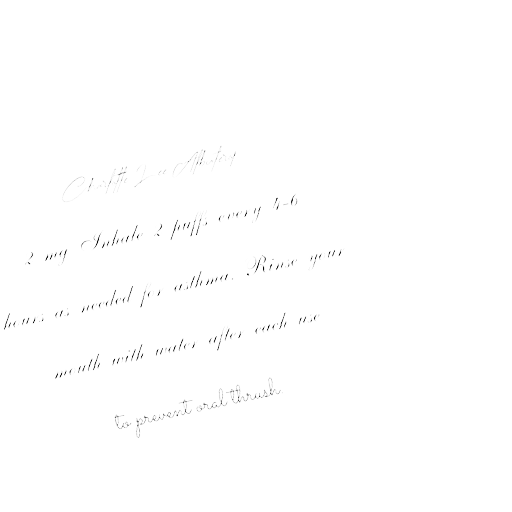 2 mg Inhale 2 puffs every 4-6
hours as needed for asthma. Rinse your
mouth with water after each use
to prevent oral thrush